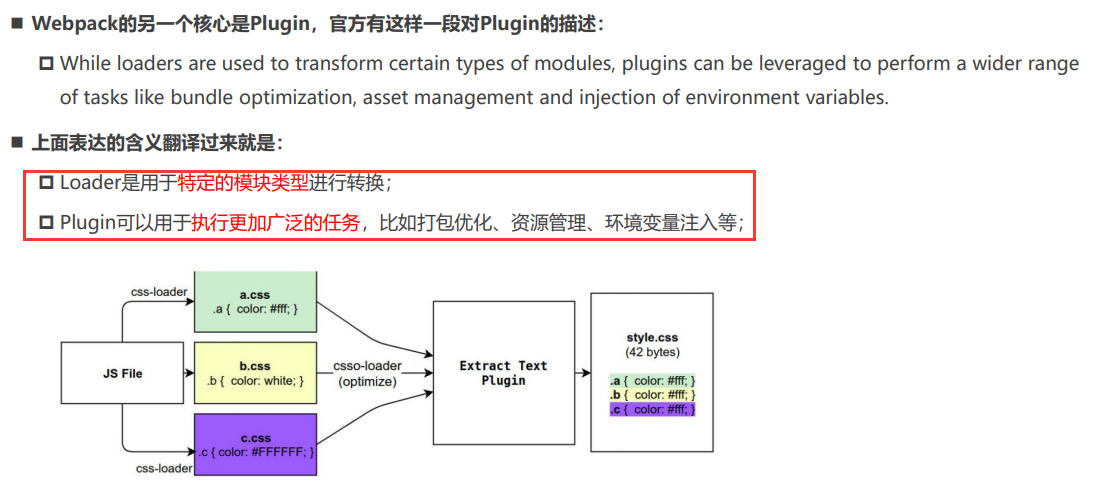 Webpack的另一个核心是Plugin，官方有这样一段对Plugin的描述：
While loaders are used to transform certain types of modules, plugins can be leveraged to perform a wider range
of tasks like bundle optimization, asset management and injection of environment variables.
上面表达的含义翻译过来就是：
Loader是用于特定的模块类型进行转换；
Plugin可以用于执行更加广泛的任务，比如打包优化、资源管理、环境变量注入等；
css-loader
a.css
.a { color: #fff; }
JS File
b.css
.b { color: white; }
csso-loader
(optimize)
c.css
.c { color: #FFFFFF; }
css-loader
Extract Text
Plugin
style.css
(42 bytes)
.a { color: #fff; }
.b { color: #fff; }
.c { color: #fff; }